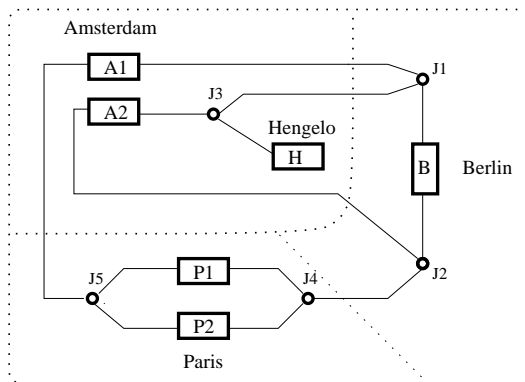 Amsterdam
A1
J1
A2
J3
Hengelo
H
B
Berlin
J2
J5
P1
J4
P2
Paris